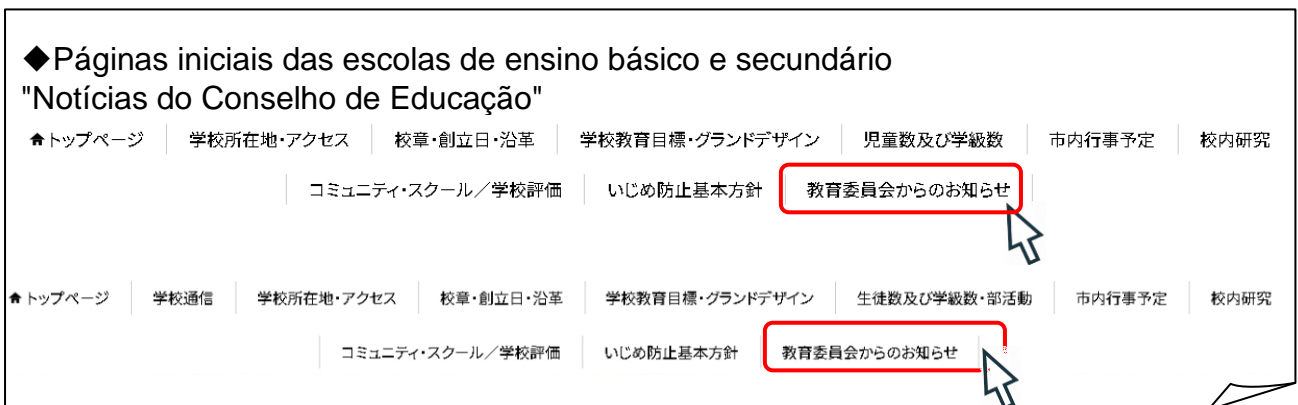 ◆Páginas iniciais das escolas de ensino básico e secundário
"Notícias do Conselho de Educação"
トップページ 学校所在地・アクセス 校章・創立日・沿革 学校教育目標・グランドデザイン 児童数及び学級数 市内行事予定 校内研究
コミュニティ・スクール／学校評価 いじめ防止基本方針 教育委員会からのお知らせ
トップページ 学校通信 学校所在地・アクセス 校章・創立日・沿革 学校教育目標・グランドデザイン 生徒数及び学級数・部活動 市内行事予定 校内研究
コミュニティ・スクール／学校評価 いじめ防止基本方針 教育委員会からのお知らせ